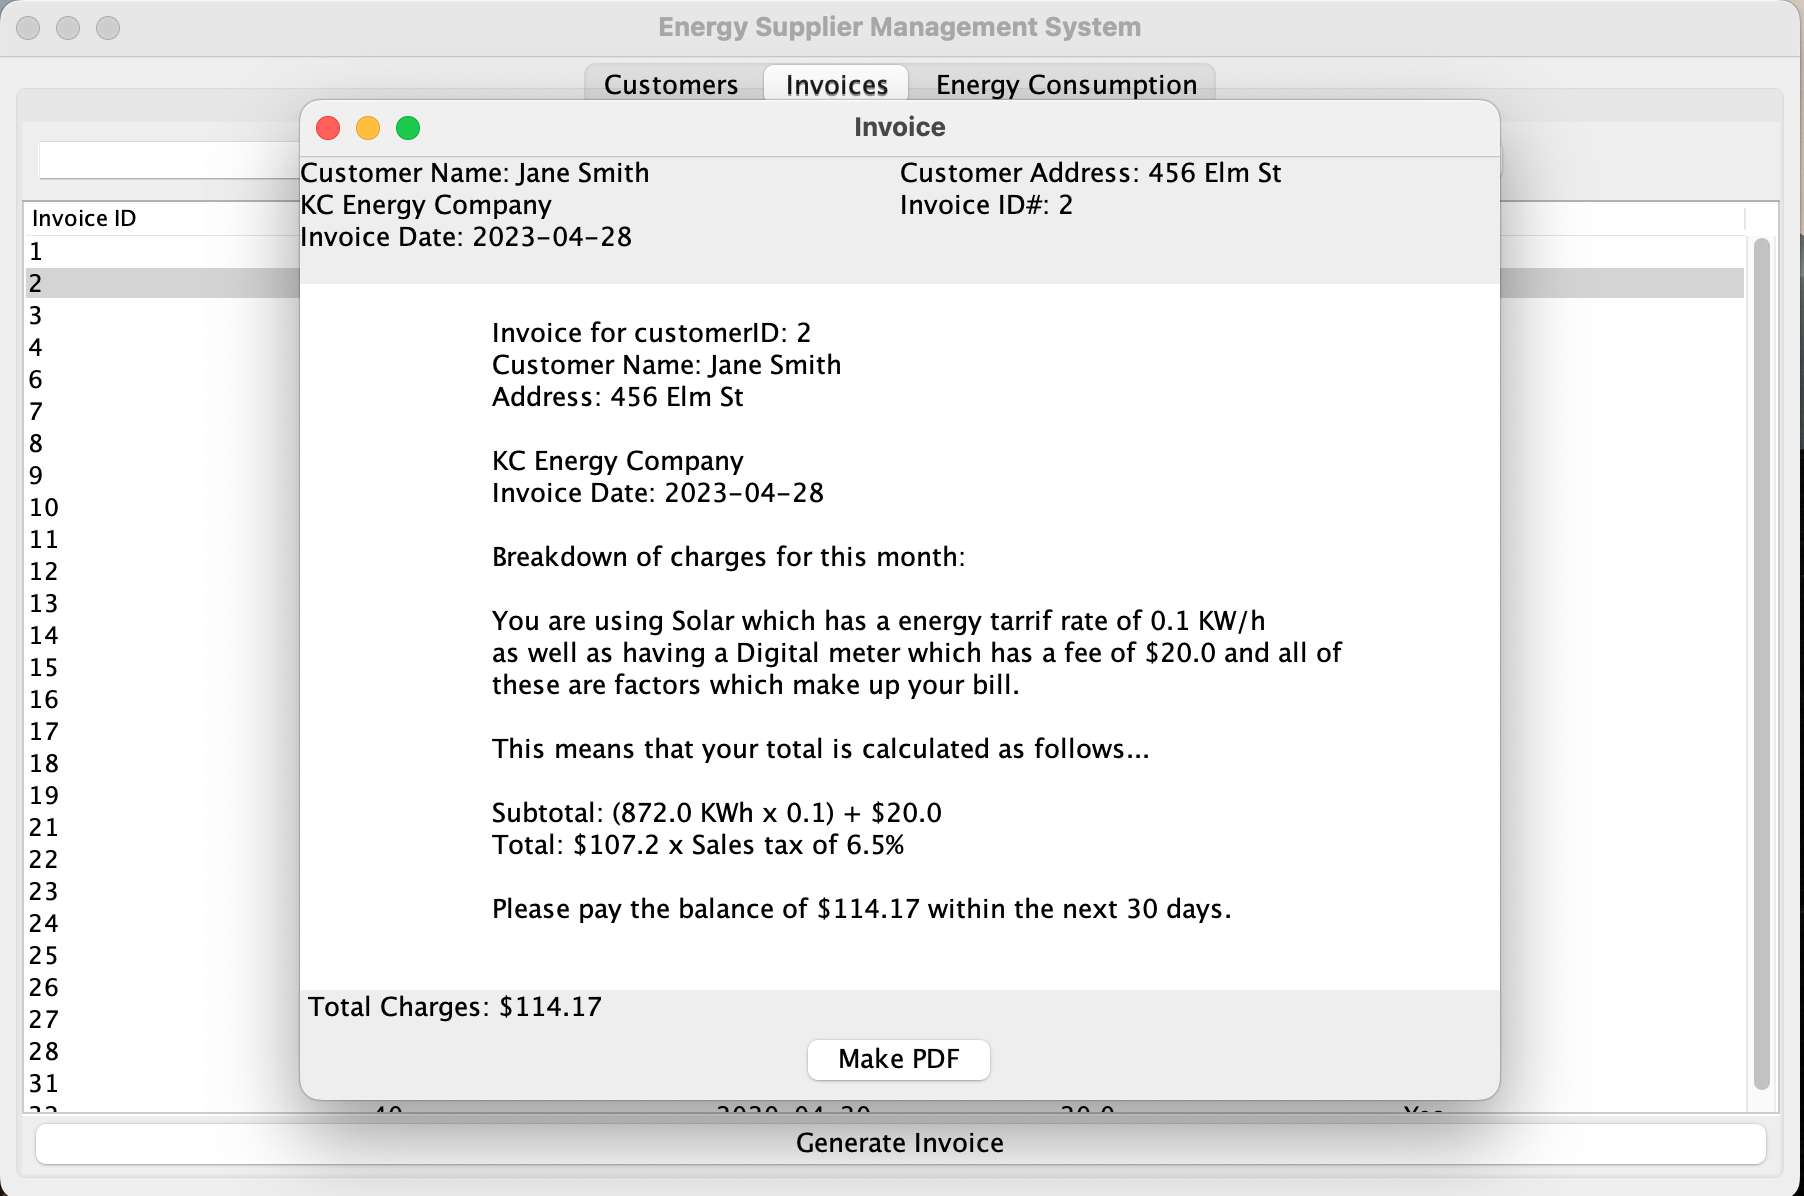 Energy Supplier Management System
Customers Invoices Energy Consumption
Invoice
Customer Name: Jane Smith Customer Address: 456 Elm St
KC Energy Company Invoice ID#: 2
Invoice Date: 2023-04-28
Invoice ID
1
2
3
4
6
7
8
9
10
11
12
13
14
15
16
17
18
19
21
22
23
24
25
26
27
28
31
Invoice for customerID: 2
Customer Name: Jane Smith
Address: 456 Elm St
KC Energy Company
Invoice Date: 2023-04-28
Breakdown of charges for this month:
You are using Solar which has a energy tarrif rate of 0.1 KW/h
as well as having a Digital meter which has a fee of $20.0 and all of
these are factors which make up your bill.
This means that your total is calculated as follows...
Subtotal: (872.0 KWh x 0.1) + $20.0
Total: $107.2 x Sales tax of 6.5%
Please pay the balance of $114.17 within the next 30 days.
Total Charges: $114.17
Make PDF
Generate Invoice